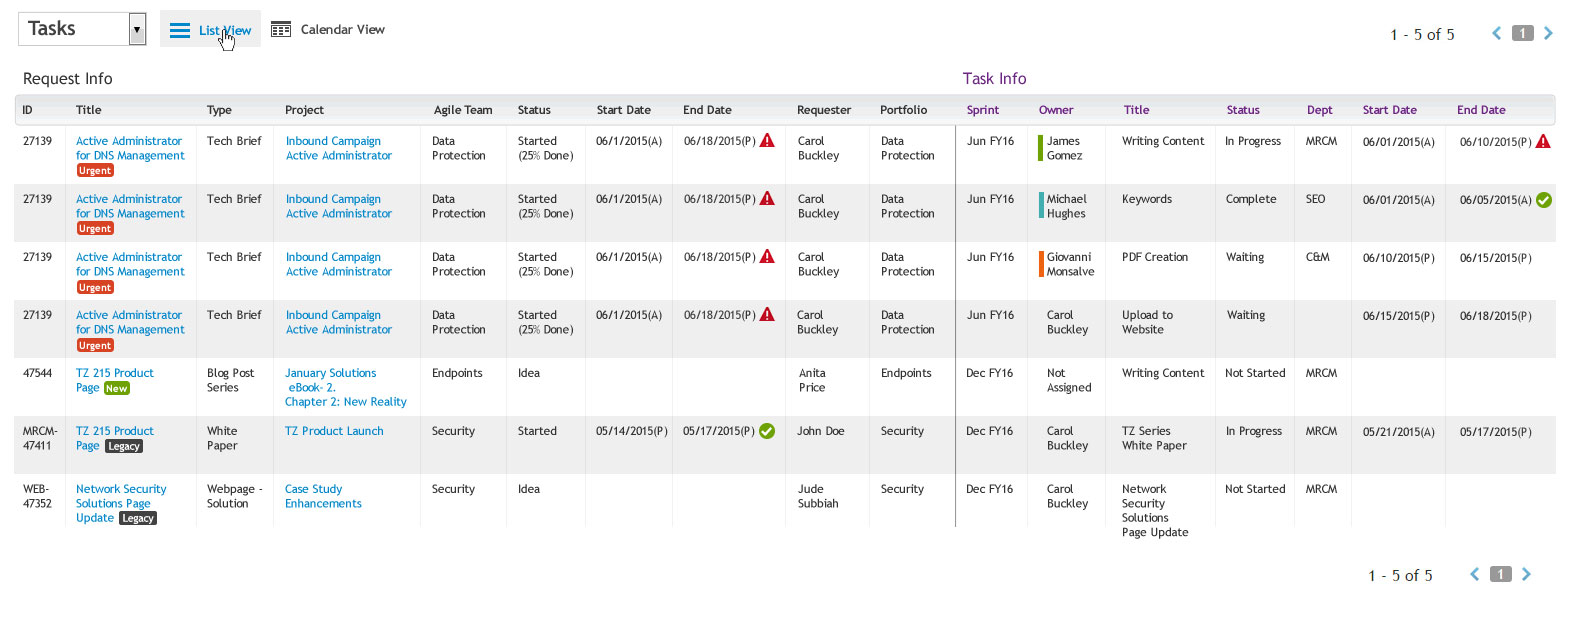 Tasks
List View
Calendar View
1 - 5 of 5
1
Request Info
Task Info
ID Title Type Project Agile Team Status Start Date End Date Requester Portfolio Sprint Owner Title Status Dept Start Date End Date
27139 Active Administrator Tech Brief Inbound Campaign Data Started 06/1/2015(A) 06/18/2015(P) Carol Data Jun FY16 James Writing Content In Progress MRCM 06/01/2015(A) 06/10/2015(P)
for DNS Management Active Administrator Protection (25% Done) Buckley Protection Gomez
Urgent
27139 Active Administrator Tech Brief Inbound Campaign Data Started 06/1/2015(A) 06/18/2015(P) Carol Data Jun FY16 Michael Keywords Complete SEO 06/01/2015(A) 06/05/2015(A)
for DNS Management Active Administrator Protection (25% Done) Buckley Protection Hughes
Urgent
27139 Active Administrator Tech Brief Inbound Campaign Data Started 06/1/2015(A) 06/18/2015(P) Carol Data Jun FY16 Giovanni PDF Creation Waiting C&M 06/10/2015(P) 06/15/2015(P)
for DNS Management Active Administrator Protection (25% Done) Buckley Protection Monsalve
Urgent
27139 Active Administrator Tech Brief Inbound Campaign Data Started 06/1/2015(A) 06/18/2015(P) Carol Data Jun FY16 Carol Upload to Waiting 06/15/2015(P) 06/18/2015(P)
for DNS Management Active Administrator Protection (25% Done) Buckley Protection Buckley Website
Urgent
47544 TZ 215 Product Blog Post January Solutions Endpoints Idea Anita Endpoints Dec FY16 Not Writing Content Not Started MRCM
Page New Series eBook- 2. Price Assigned
Chapter 2: New Reality
MRCM- TZ 215 Product White TZ Product Launch Security Started 05/14/2015(P) 05/17/2015(P) John Doe Security Dec FY16 Carol TZ Series In Progress MRCM 05/21/2015(A) 05/17/2015(P)
47411 Page Legacy Paper Buckley White Paper
WEB- Network Security Webpage - Case Study Security Idea Jude Security Dec FY16 Carol Network Not Started MRCM
47352 Solutions Page Solution Enhancements Subbiah Buckley Security
Update Legacy Solutions
Page Update
1 - 5 of 5
1